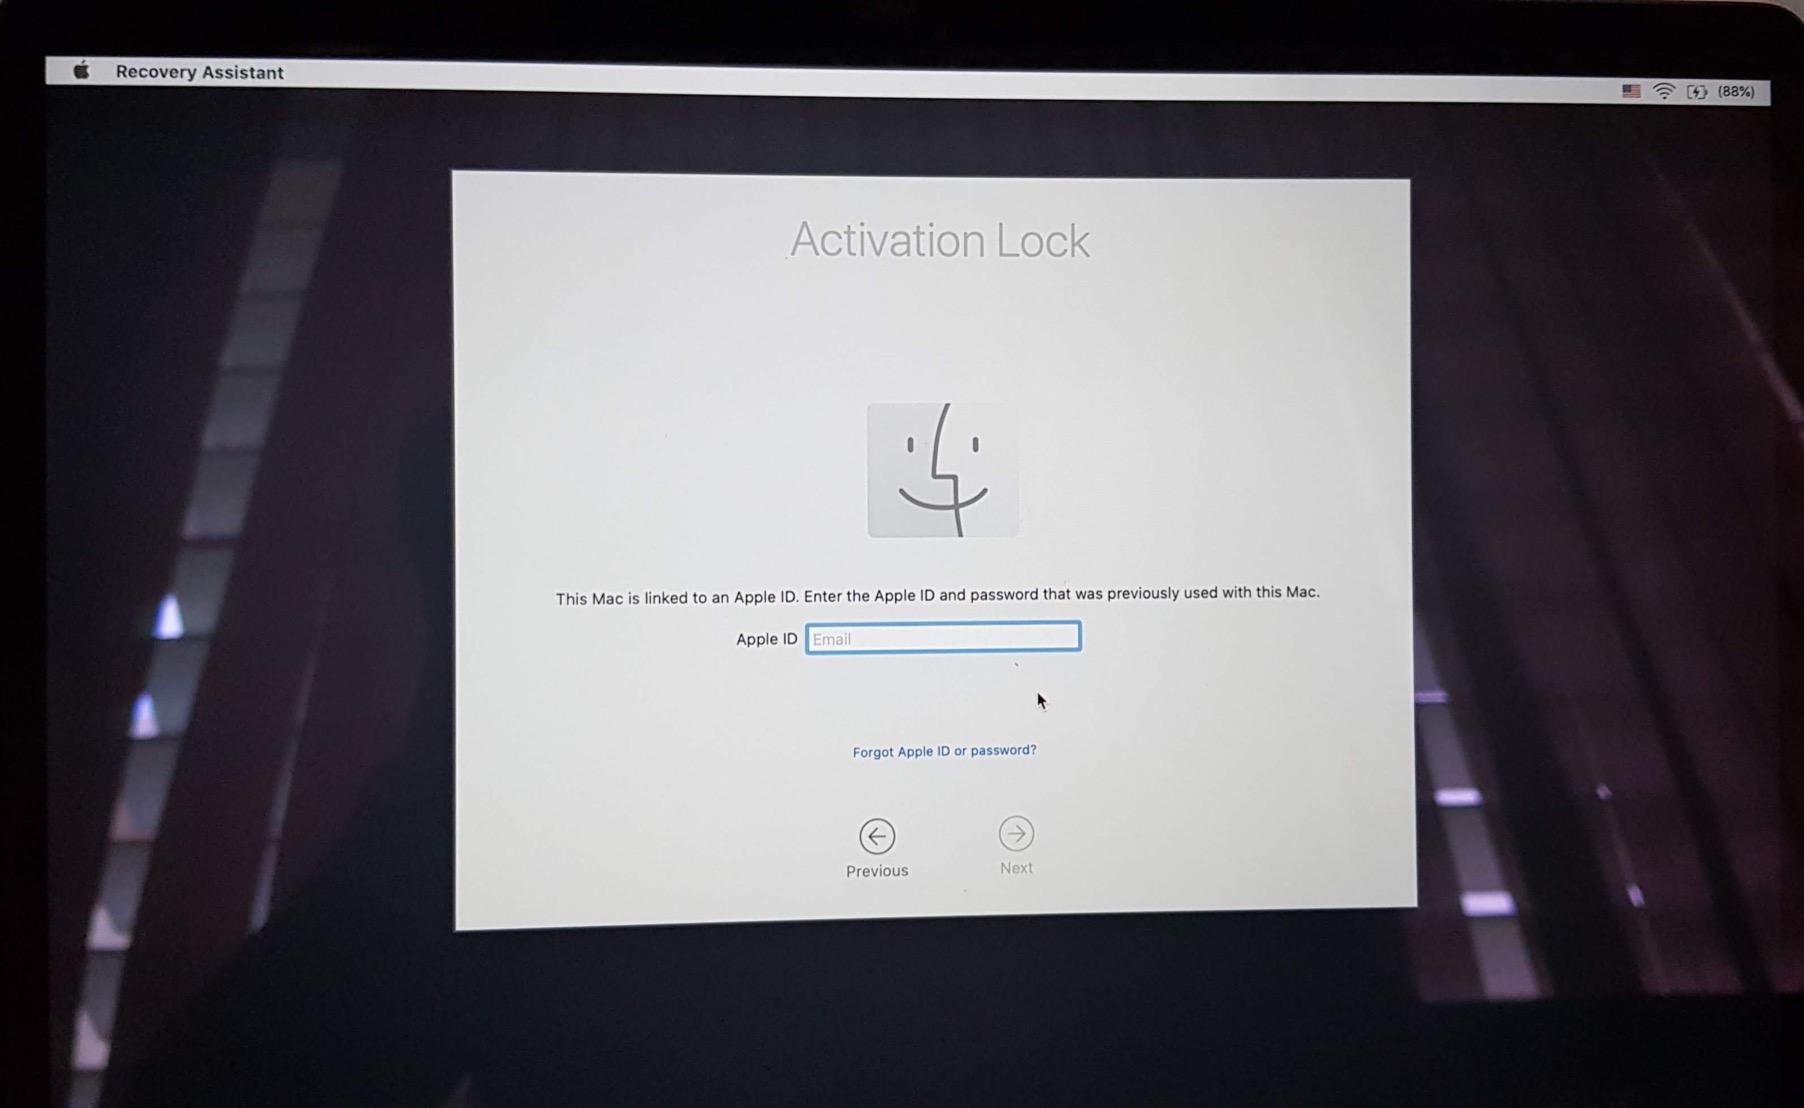 Recovery Assistant
(88%)
Activation Lock
This Mac is linked to an Apple ID. Enter the Apple ID and password that was previously used with this Mac.
Apple ID Email
Forgot Apple ID or password?
Previous Next